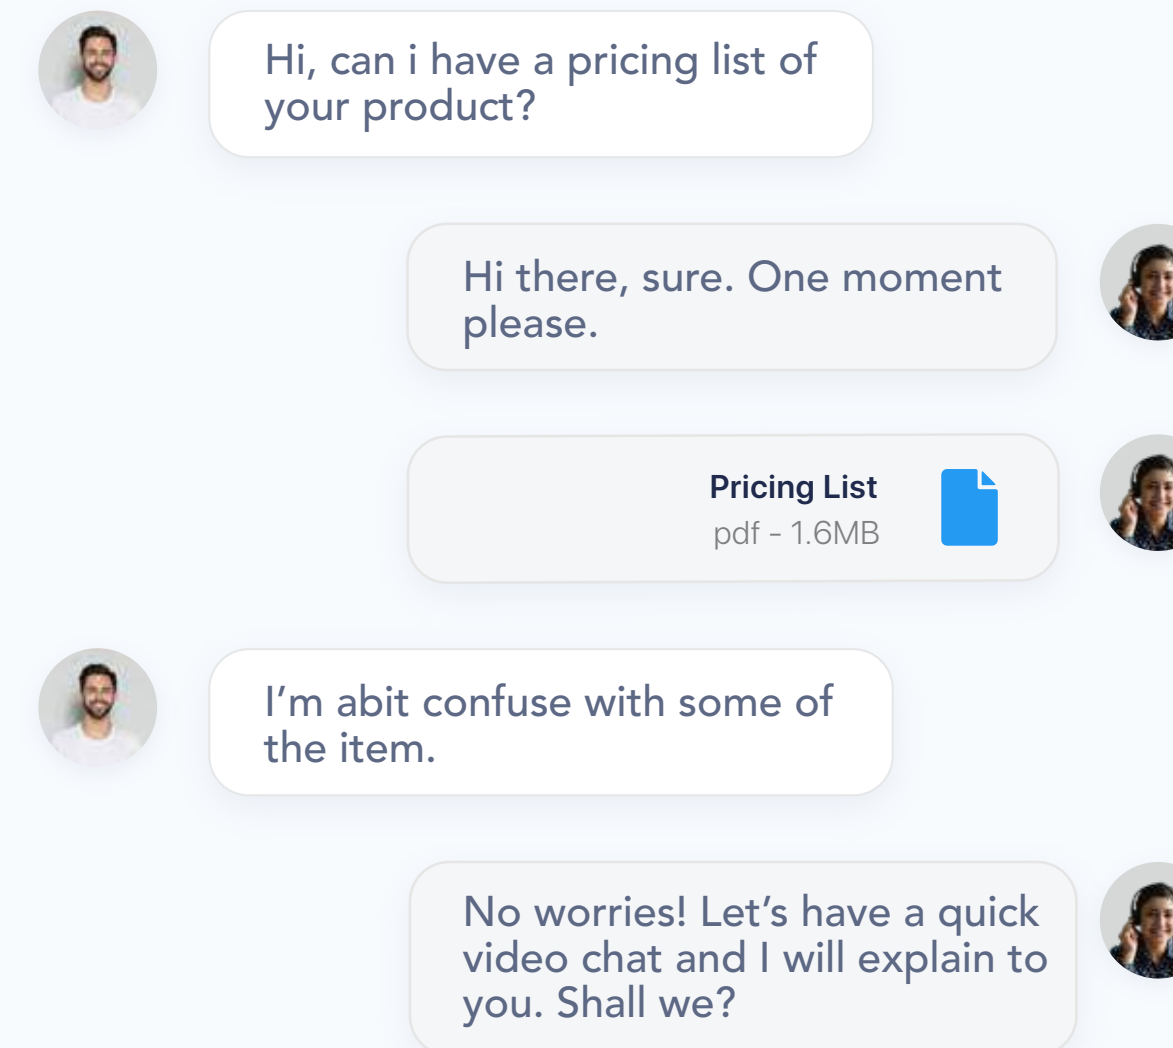 Hi, can i have a pricing list of
your product?
Hi there, sure. One moment
please.
Pricing List
pdf - 1.6MB
I’m abit confuse with some of
the item.
No worries! Let’s have a quick
video chat and I will explain to
you. Shall we?